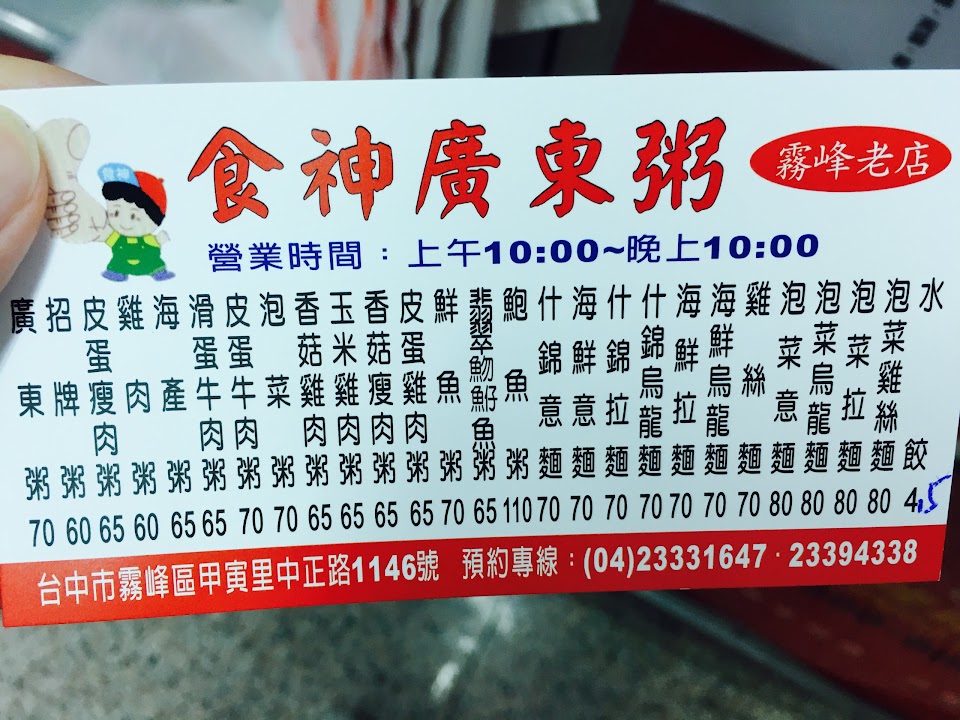 食神廣東粥
霧峰老店
食神
營業時間：上午10:00~晚上10:00
廣東粥 70
招牌粥 60
皮蛋瘦肉粥 65
雞肉粥 60
海產粥 65
滑蛋牛肉粥 65
皮蛋牛肉粥 70
泡菜粥 70
香菇雞肉粥 65
玉米雞肉粥 65
香菇瘦肉粥 65
皮蛋雞肉粥 65
鮮魚粥 70
翡翠魩魚粥 65
鮑魚粥 110
什錦意麵 70
海鮮意麵 70
什錦拉麵 70
什錦烏龍麵 70
海鮮拉麵 70
海鮮烏龍麵 70
雞絲麵 70
泡菜意麵 80
泡菜烏龍麵 80
泡菜拉麵 80
泡菜雞絲麵 80
水餃 4.5
台中市霧峰區甲寅里中正路1146號 預約專線：(04)23331647·23394338